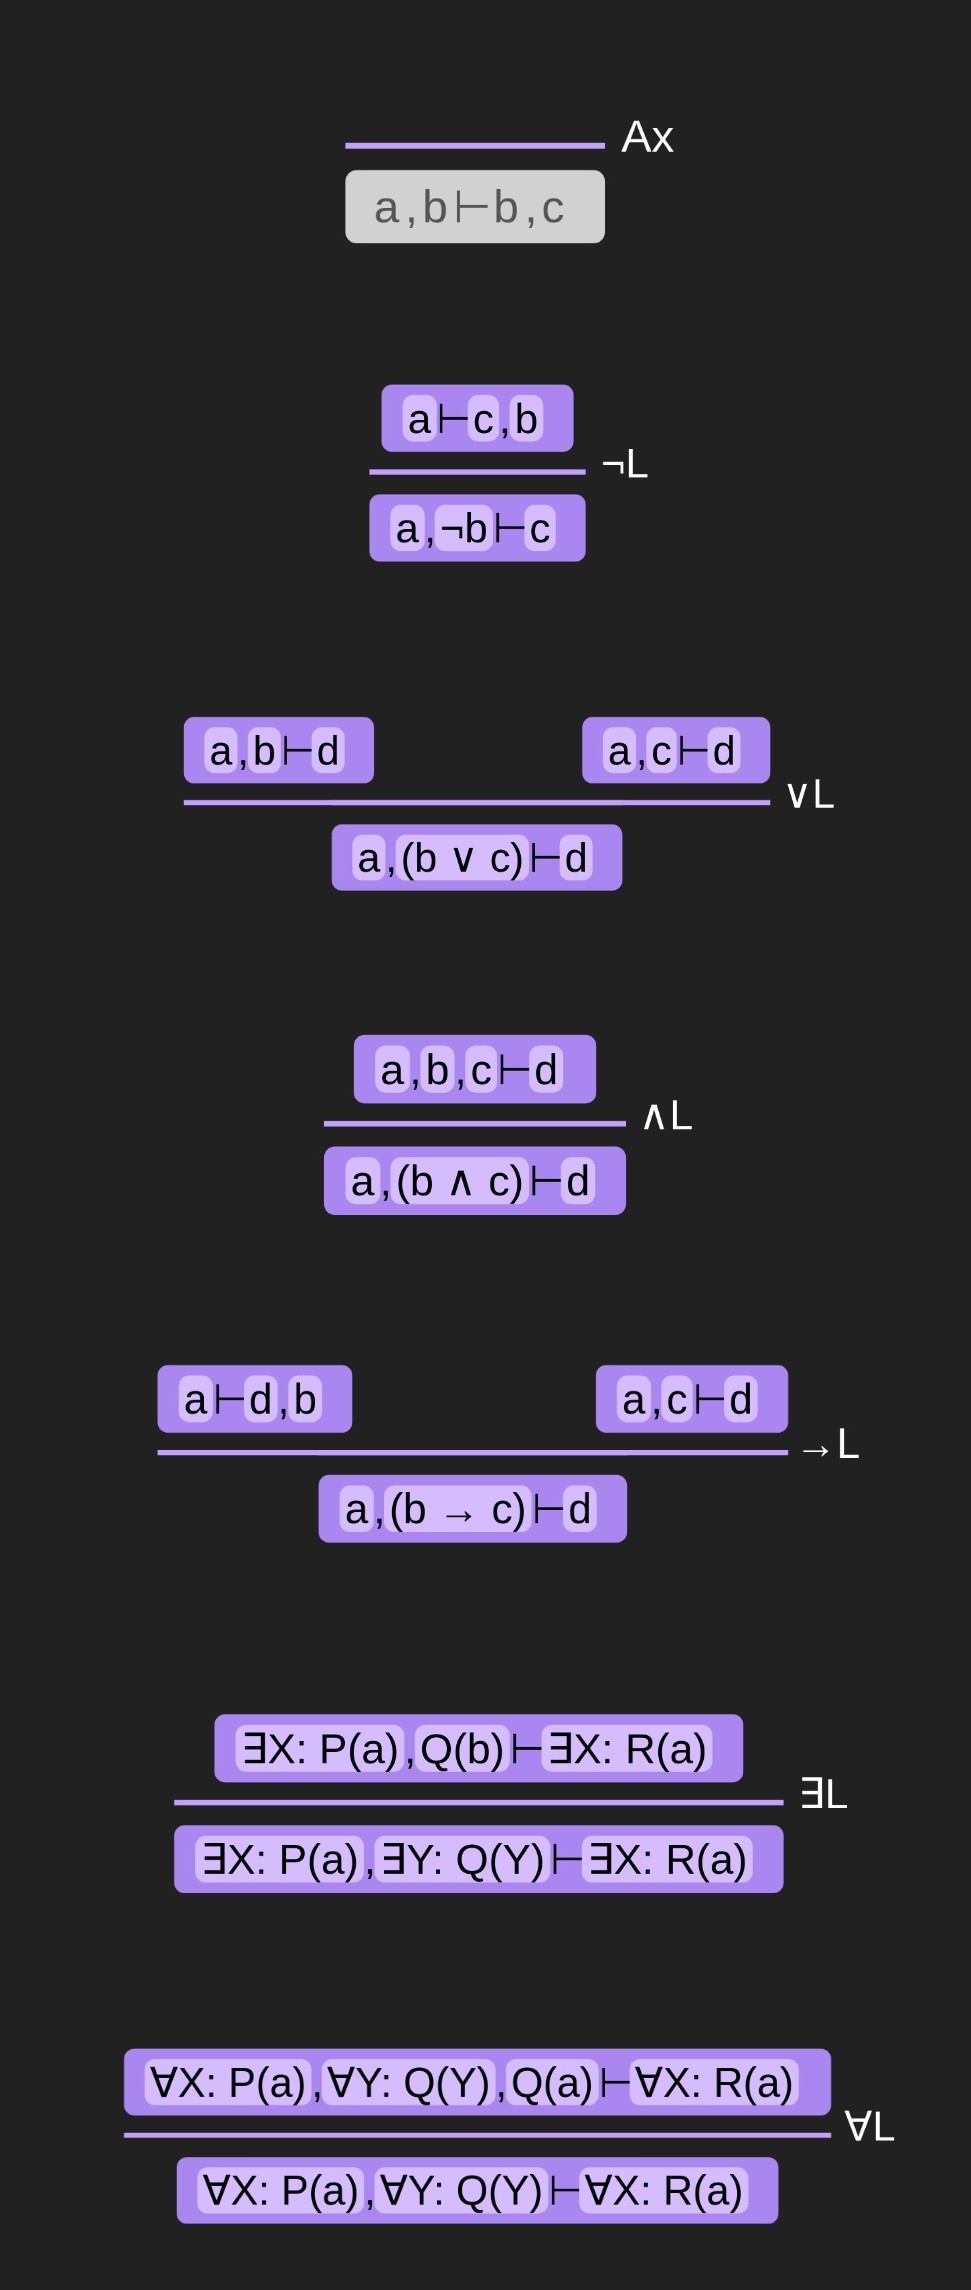 Ax
a,b⊢b,c
a⊢c,b
¬L
a,¬b⊢c
a,b⊢d a,c⊢d
∨L
a,(b ∨ c)⊢d
a,b,c⊢d
∧L
a,(b ∧ c)⊢d
a⊢d,b a,c⊢d
→L
a,(b → c)⊢d
∃X: P(a),Q(b)⊢∃X: R(a)
∃L
∃X: P(a),∃Y: Q(Y)⊢∃X: R(a)
∀X: P(a),∀Y: Q(Y),Q(a)⊢∀X: R(a)
∀L
∀X: P(a),∀Y: Q(Y)⊢∀X: R(a)